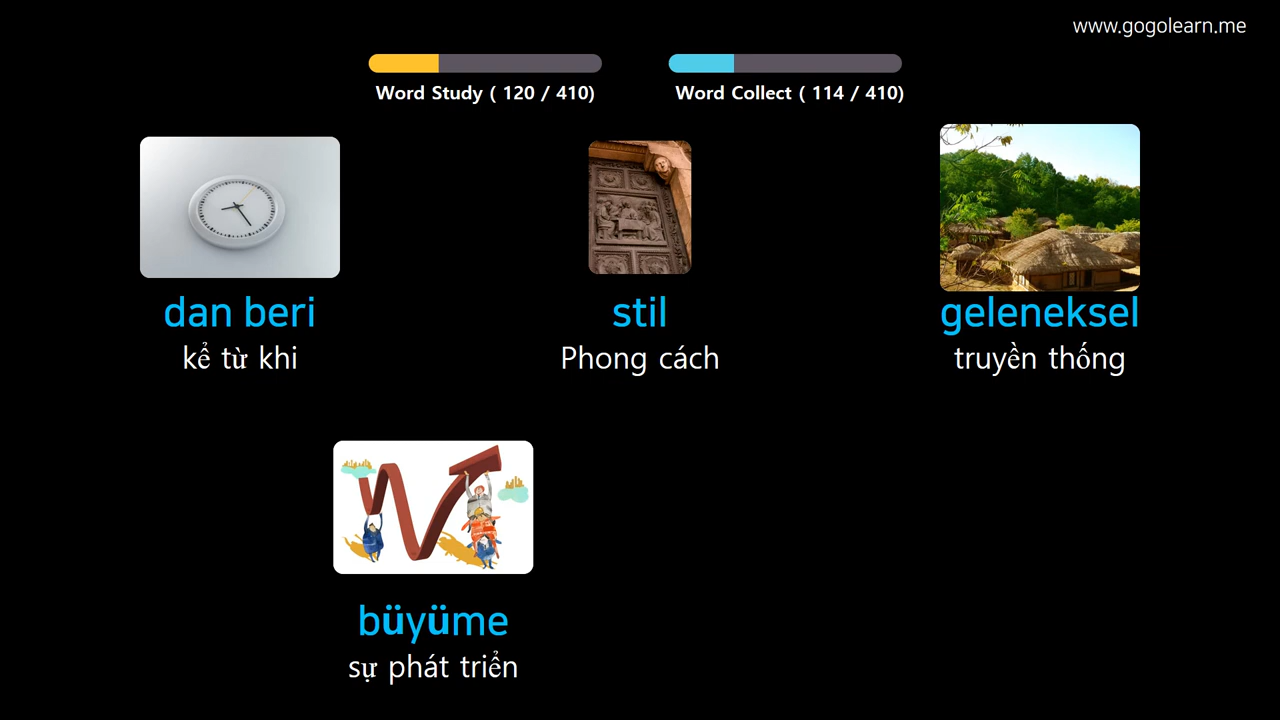 www.gogolearn.me
Word Study ( 120 / 410)
Word Collect ( 114 / 410)
dan beri
kể từ khi
stil
Phong cách
geleneksel
truyền thống
büyüme
sự phát triển